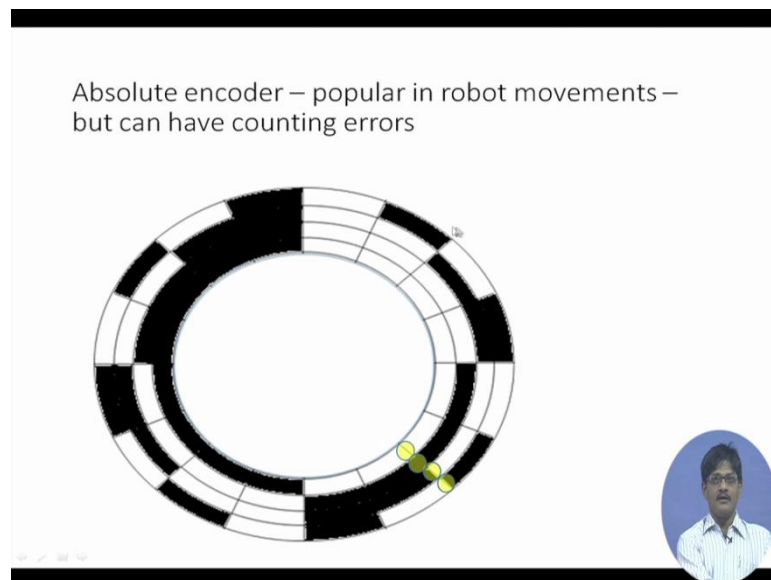 Absolute encoder – popular in robot movements –
but can have counting errors